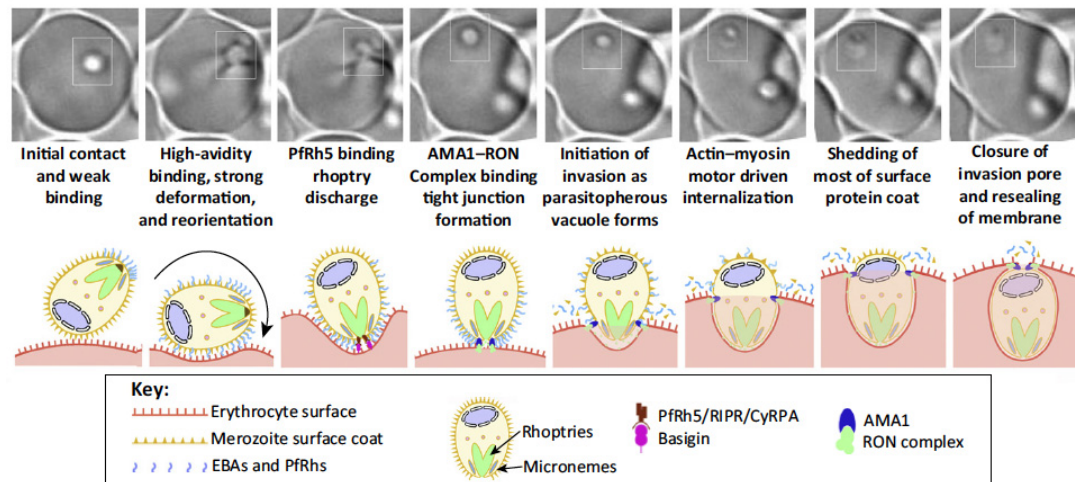 Initial contact
and weak
binding
High-avidity
binding, strong
deformation,
and reorientation
PfRh5 binding
rhoptry
discharge
AMA1–RON
Complex binding
tight junction
formation
Initiation of
invasion as
parasitopherous
vacuole forms
Actin–myosin
motor driven
internalization
Shedding of
most of surface
protein coat
Closure of
invasion pore
and resealing
of membrane
Key:
Erythrocyte surface
Merozoite surface coat
EBAs and PfRhs
Rhoptries
Micronemes
PfRh5/RIPR/CyRPA
Basigin
AMA1
RON complex